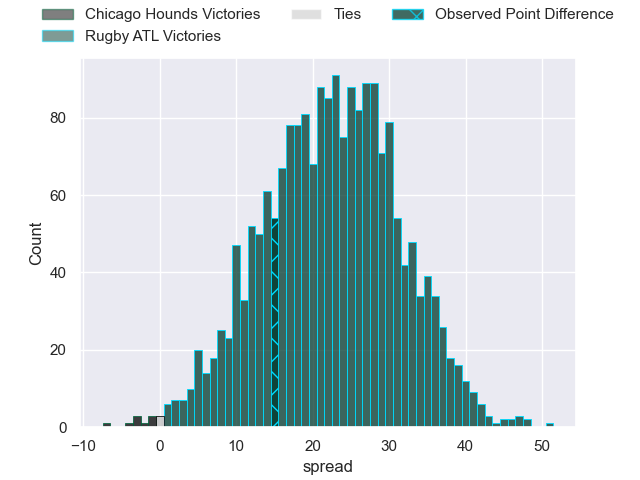 Chicago Hounds Victories
Ties
Observed Point Difference
Rugby ATL Victories
80
60
40
20
0
Count
−10
0
10
20
30
40
50
spread